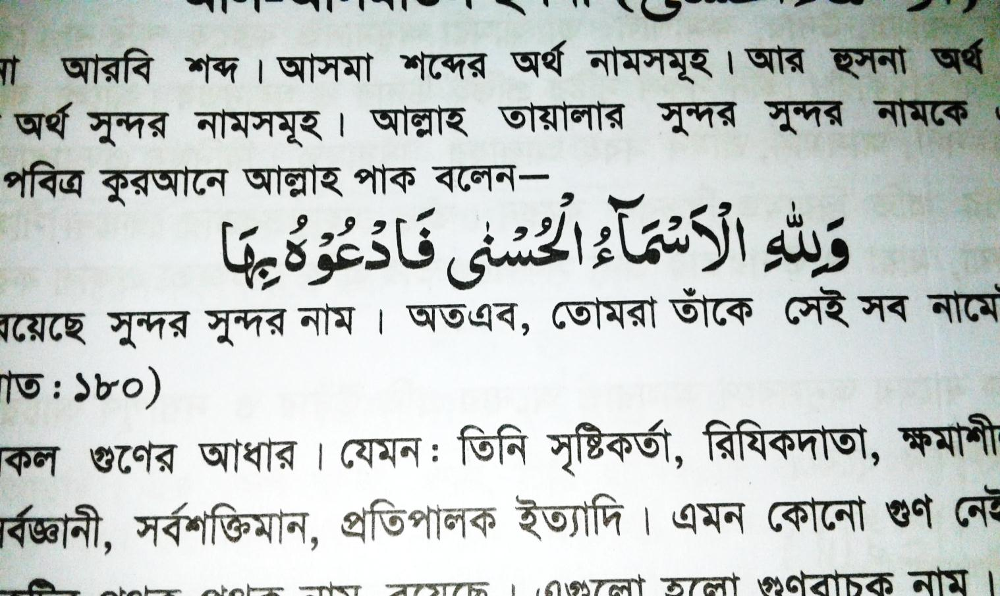 আরবি শব্দ । আসমা শব্দের অর্থ নামসমূহ । আর হুসনা অর্থ
অর্থ সুন্দর নামসমূহ । আল্লাহ তায়ালার সুন্দর সুন্দর নামকে
পবিত্র কুরআনে আল্লাহ পাক বলেন—
وَلِلّٰهِ الْاَسْمَآءُ الْحُسْنٰى فَادْعُوْهُ بِهَا
য়েছে সুন্দর সুন্দর নাম । অতএব, তোমরা তাঁকে সেই সব নামে
াত : ১৮০)
কল গুণের আধার । যেমন : তিনি সৃষ্টিকর্তা, রিযিকদাতা, ক্ষমাশী
র্বজ্ঞানী, সর্বশক্তিমান, প্রতিপালক ইত্যাদি । এমন কোনো গুণ নেই
নাম রয়েছে । এগুলো হলো গুণবাচক নাম ।